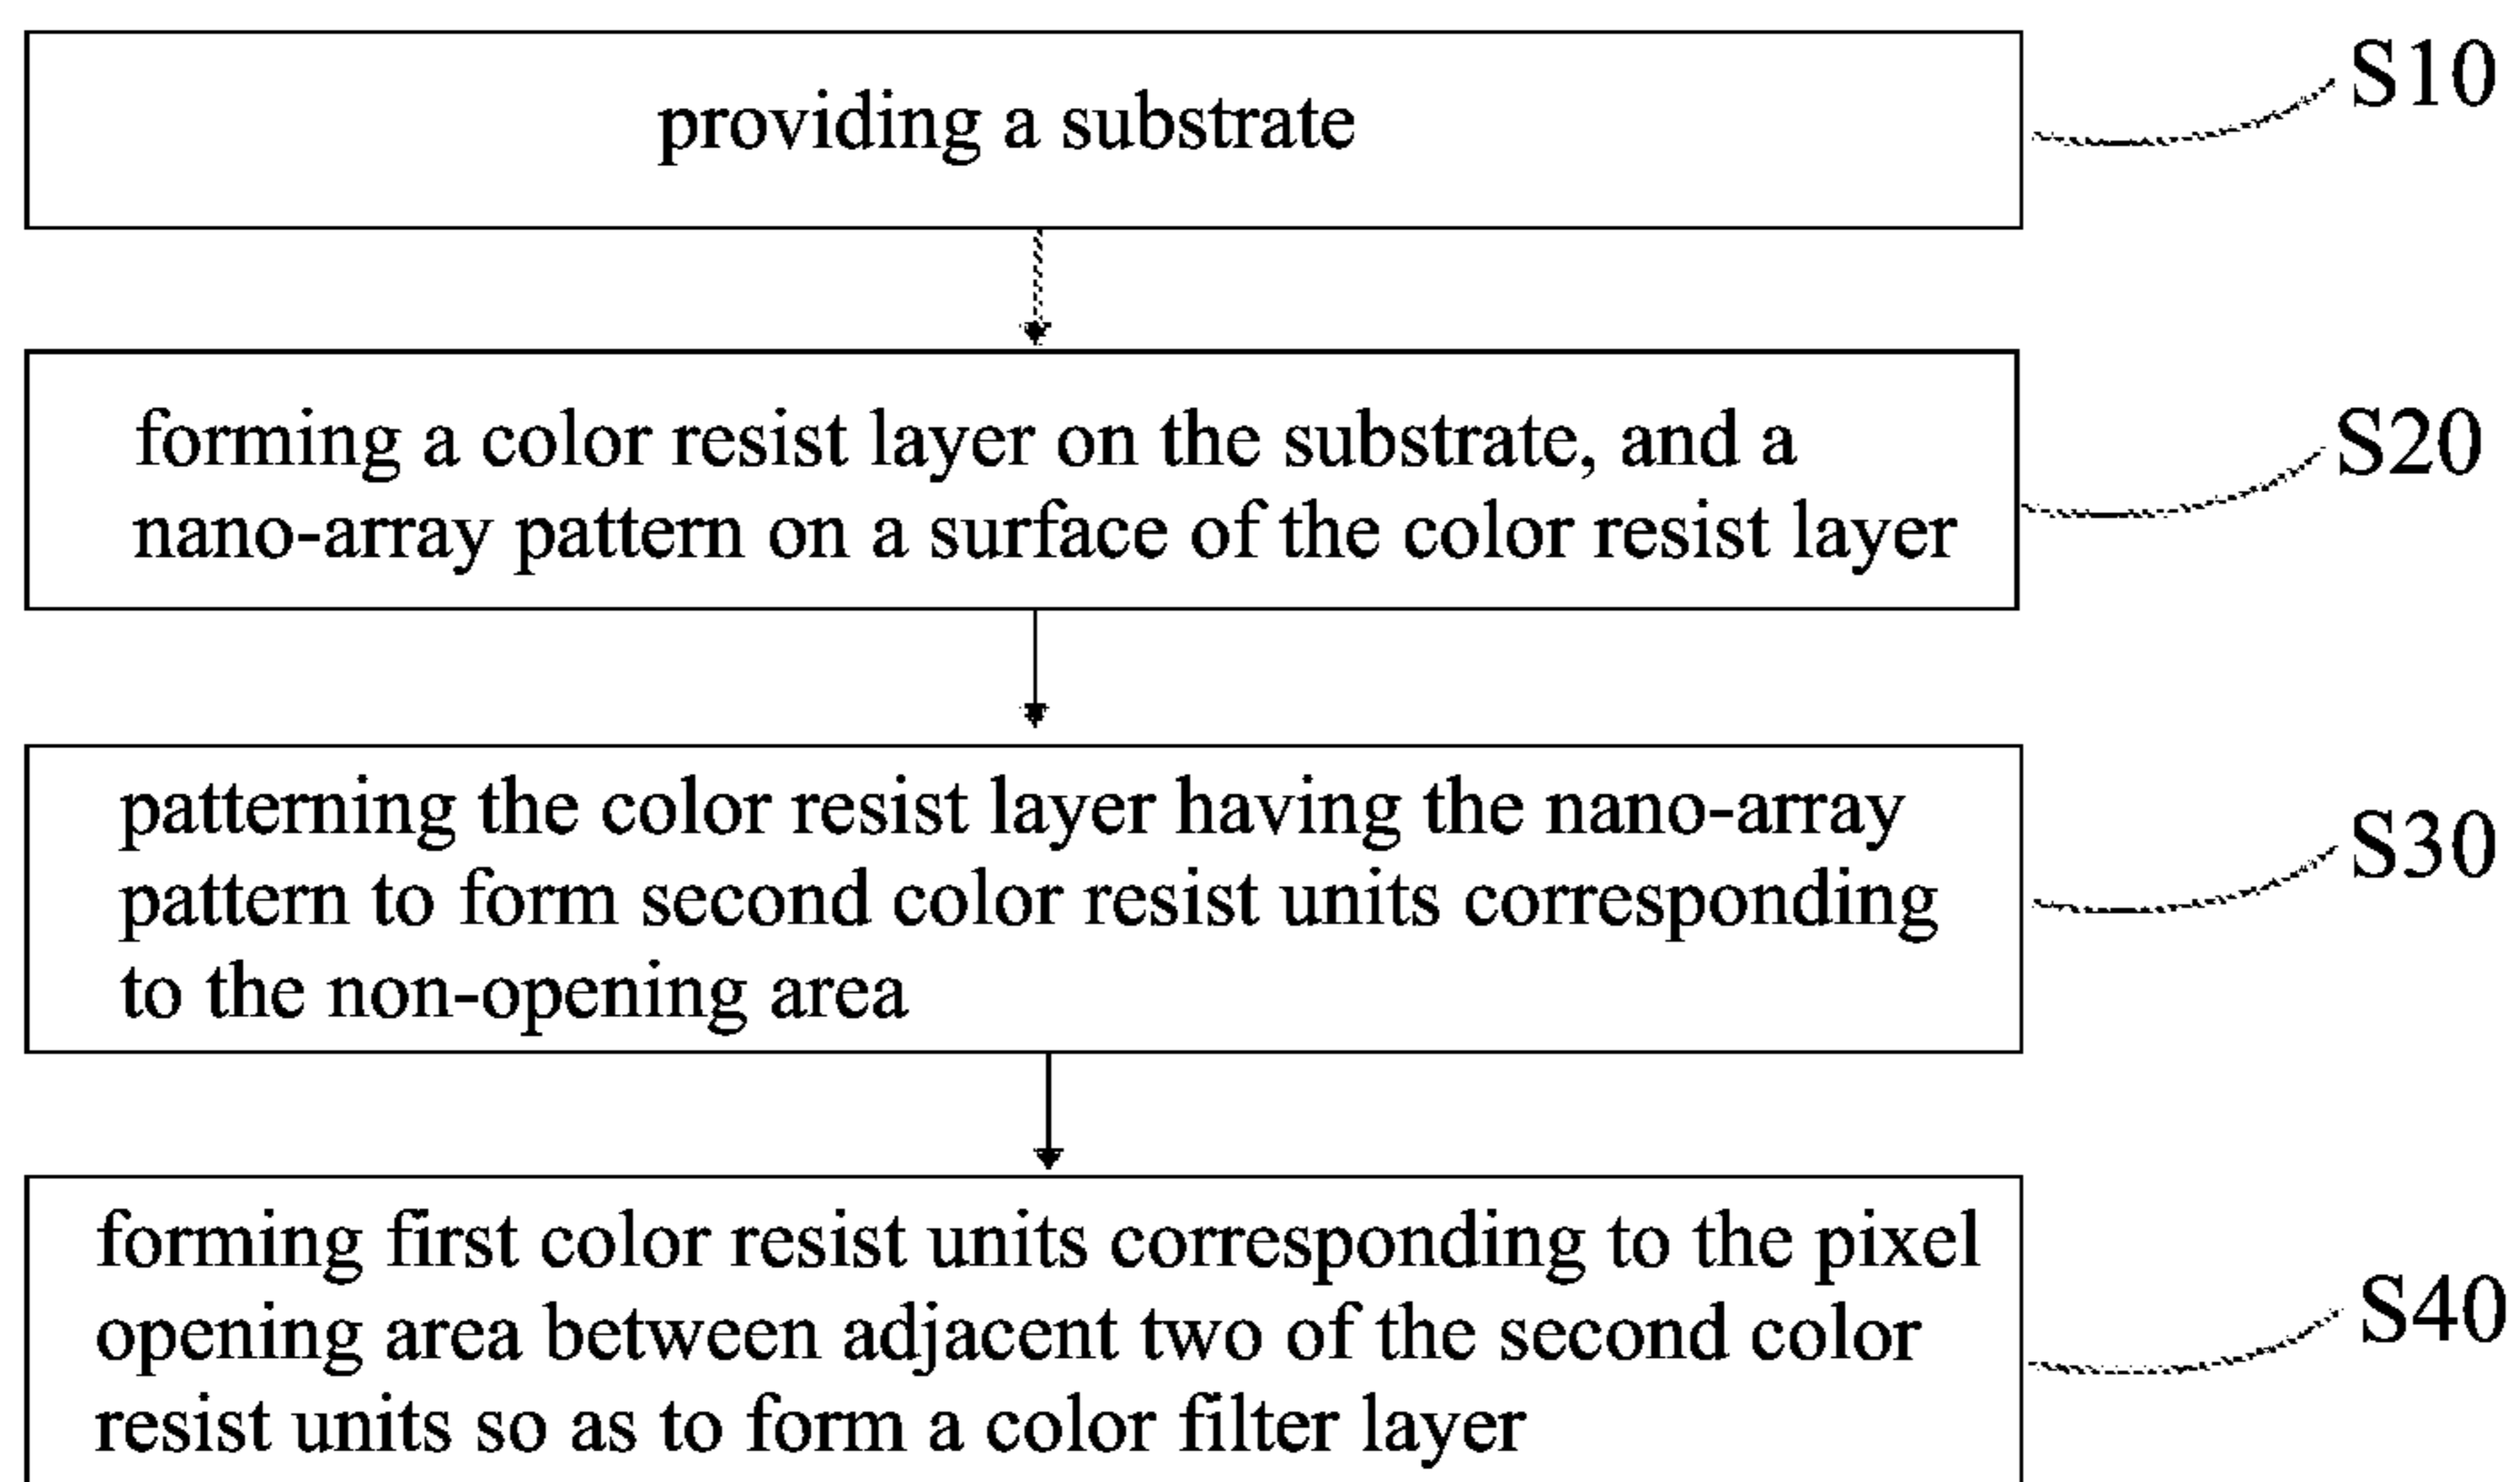 providing a substrate
S10
forming a color resist layer on the substrate, and a
nano-array pattern on a surface of the color resist layer
S20
patterning the color resist layer having the nano-array
pattern to form second color resist units corresponding
to the non-opening area
S30
forming first color resist units corresponding to the pixel
opening area between adjacent two of the second color
resist units so as to form a color filter layer
S40